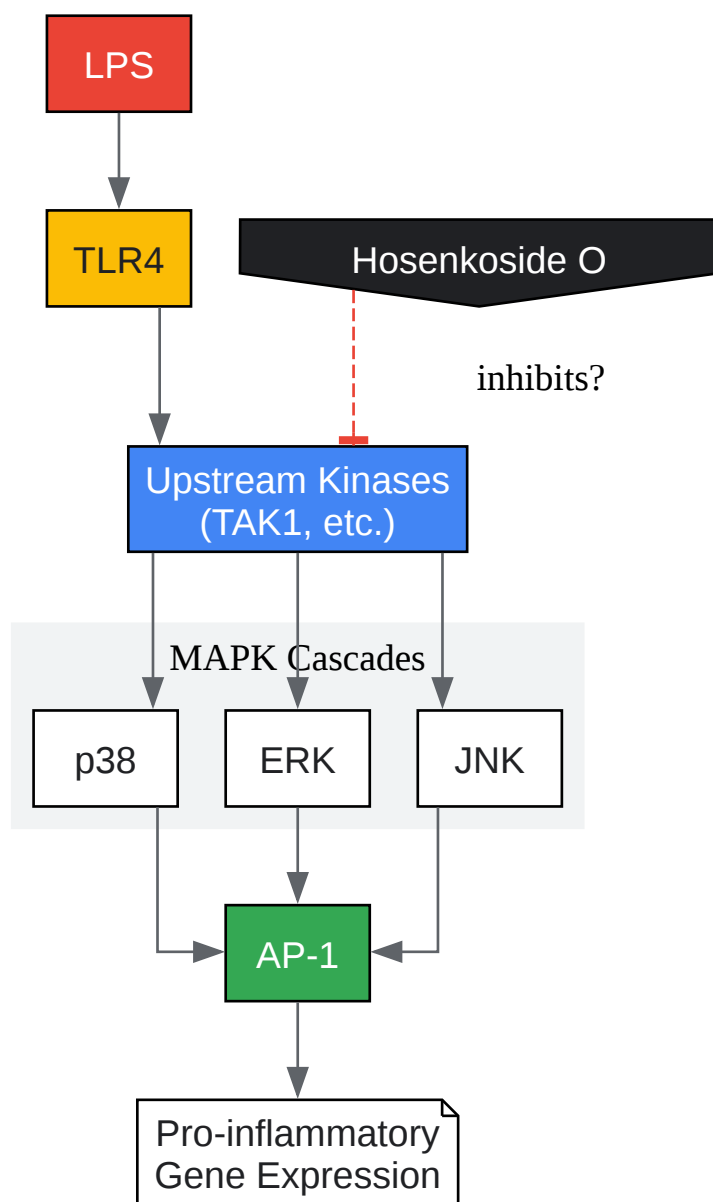 LPS
TLR4
Hosenkoside O
inhibits?
Upstream Kinases
(TAK1, etc.)
MAPK Cascades
p38
ERK
JNK
AP-1
Pro-inflammatory
Gene Expression